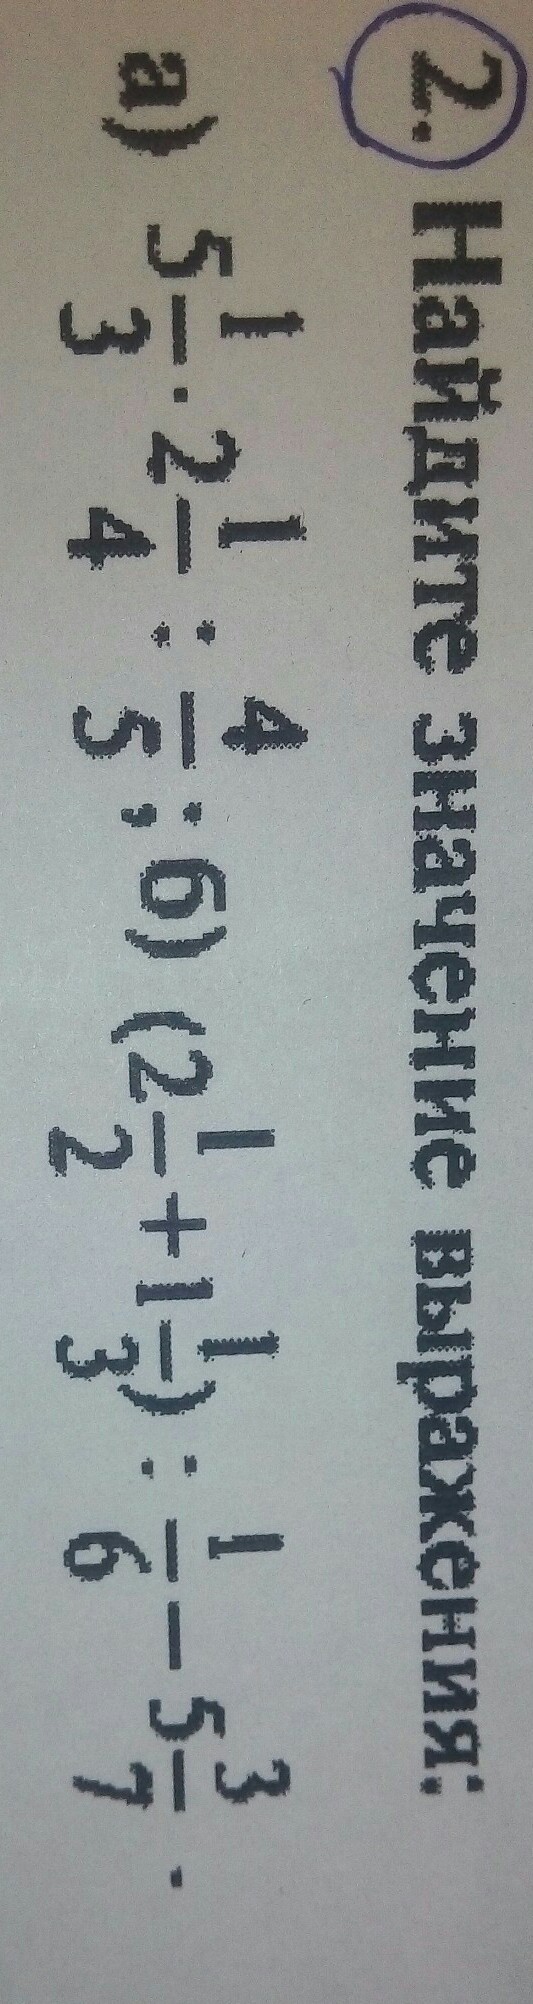 2. Найдите значение выражения:
а) 5 1/3 · 2 1/4 : 4/5; б) (2 1/2 + 1 1/3) : 1/6 − 5 3/7.